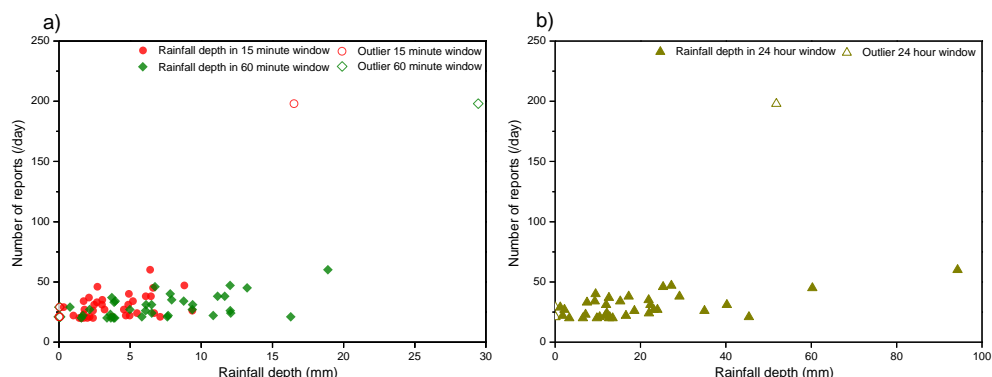 a)
Rainfall depth in 15 minute window
Outlier 15 minute window
Rainfall depth in 60 minute window
Outlier 60 minute window
250
200
150
100
50
0
Number of reports (/day)
0 5 10 15 20 25 30
Rainfall depth (mm)
b)
Rainfall depth in 24 hour window
Outlier 24 hour window
250
200
150
100
50
0
Number of reports (/day)
0 20 40 60 80 100
Rainfall depth (mm)